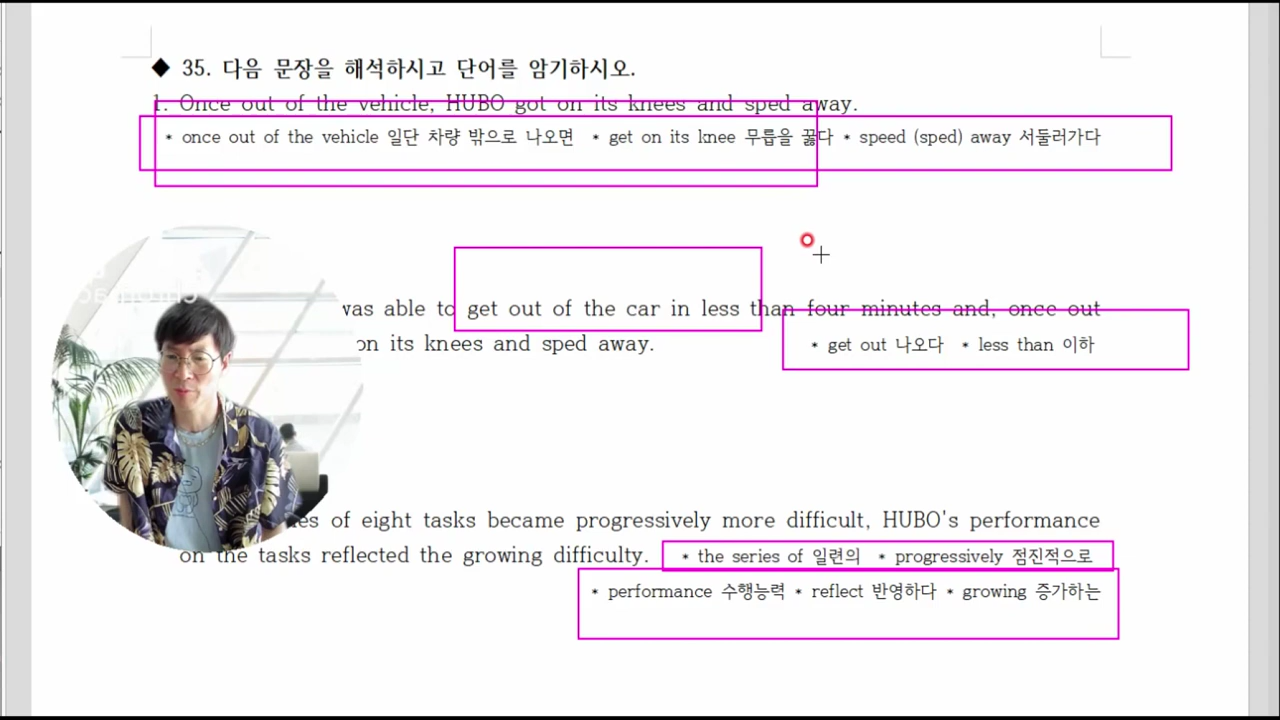 ◆ 35. 다음 문장을 해석하시고 단어를 암기하시오.
1. Once out of the vehicle, HUBO got on its knees and sped away.
* once out of the vehicle 일단 차량 밖으로 나오면 * get on its knee 무릎을 꿇다 * speed (sped) away 서둘러가다
was able to get out of the car in less than four minutes and, once out
on its knees and sped away.
* get out 나오다 * less than 이하
of eight tasks became progressively more difficult, HUBO's performance
on the tasks reflected the growing difficulty.
* the series of 일련의 * progressively 점진적으로
* performance 수행능력 * reflect 반영하다 * growing 증가하는